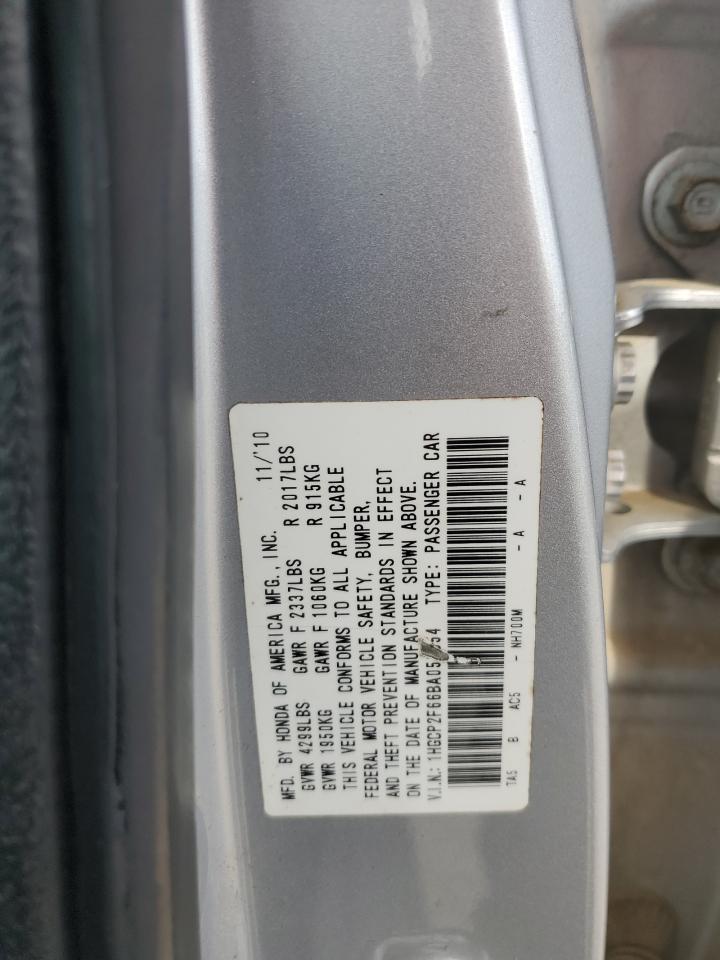 MFD. BY HONDA OF AMERICA MFG., INC. 11/'10
GVWR 4299LBS GAWR F 2337LBS R 2017LBS
GVWR 1950KG GAWR F 1060KG R 915KG
THIS VEHICLE CONFORMS TO ALL APPLICABLE
FEDERAL MOTOR VEHICLE SAFETY, BUMPER,
AND THEFT PREVENTION STANDARDS IN EFFECT
ON THE DATE OF MANUFACTURE SHOWN ABOVE.
V.I.N.: TYPE: PASSENGER CAR
TA5 B AC5 - NH700M - A - A